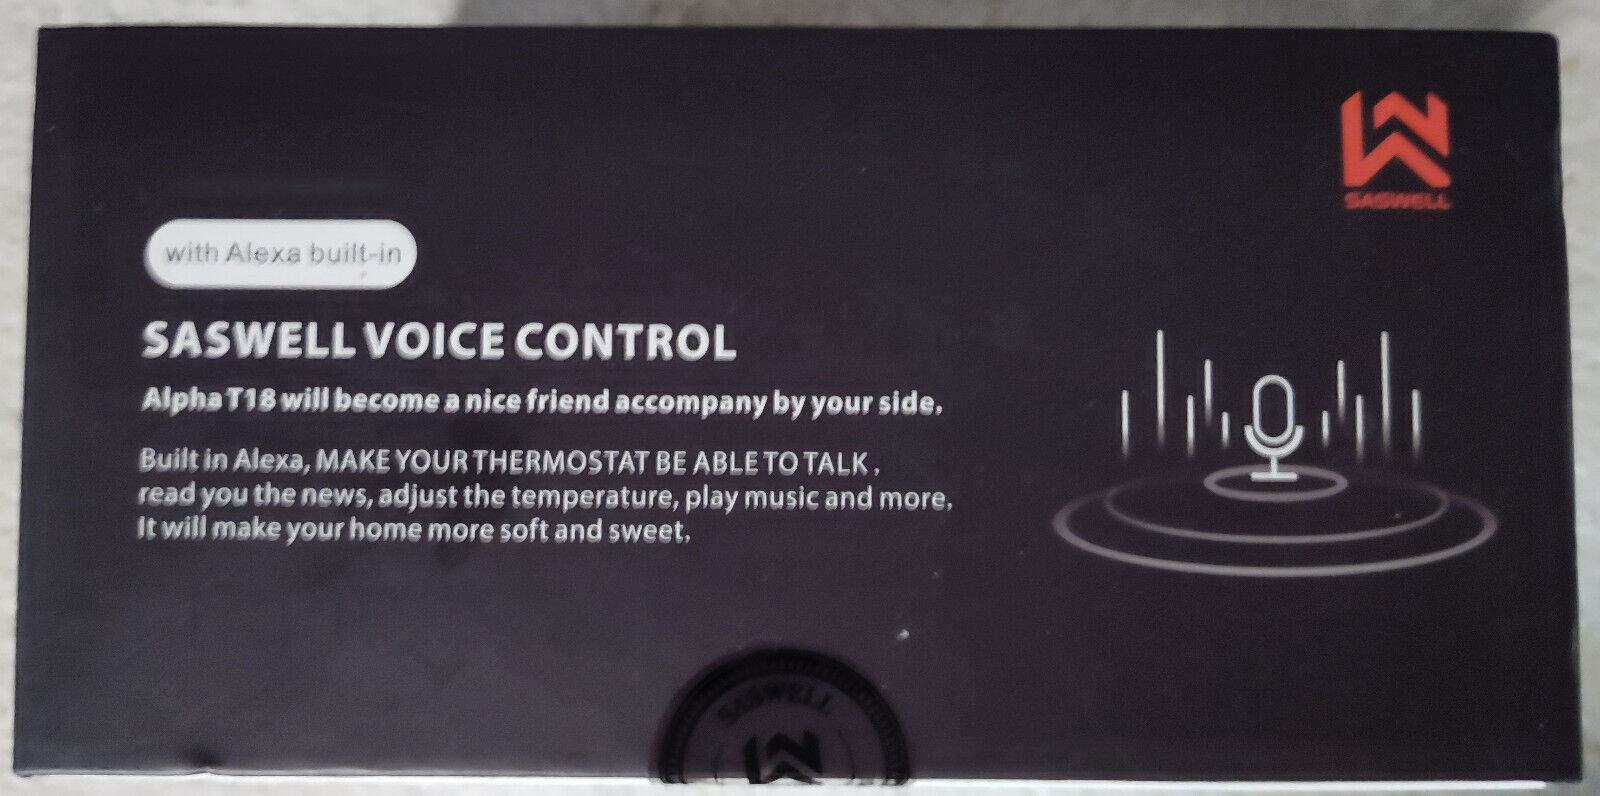 SASWELL
with Alexa built-in
SASWELL VOICE CONTROL
Alpha T18 will become a nice friend accompany by your side.
Built in Alexa, MAKE YOUR THERMOSTAT BE ABLE TO TALK ,
read you the news, adjust the temperature, play music and more.
It will make your home more soft and sweet.
SASWELL